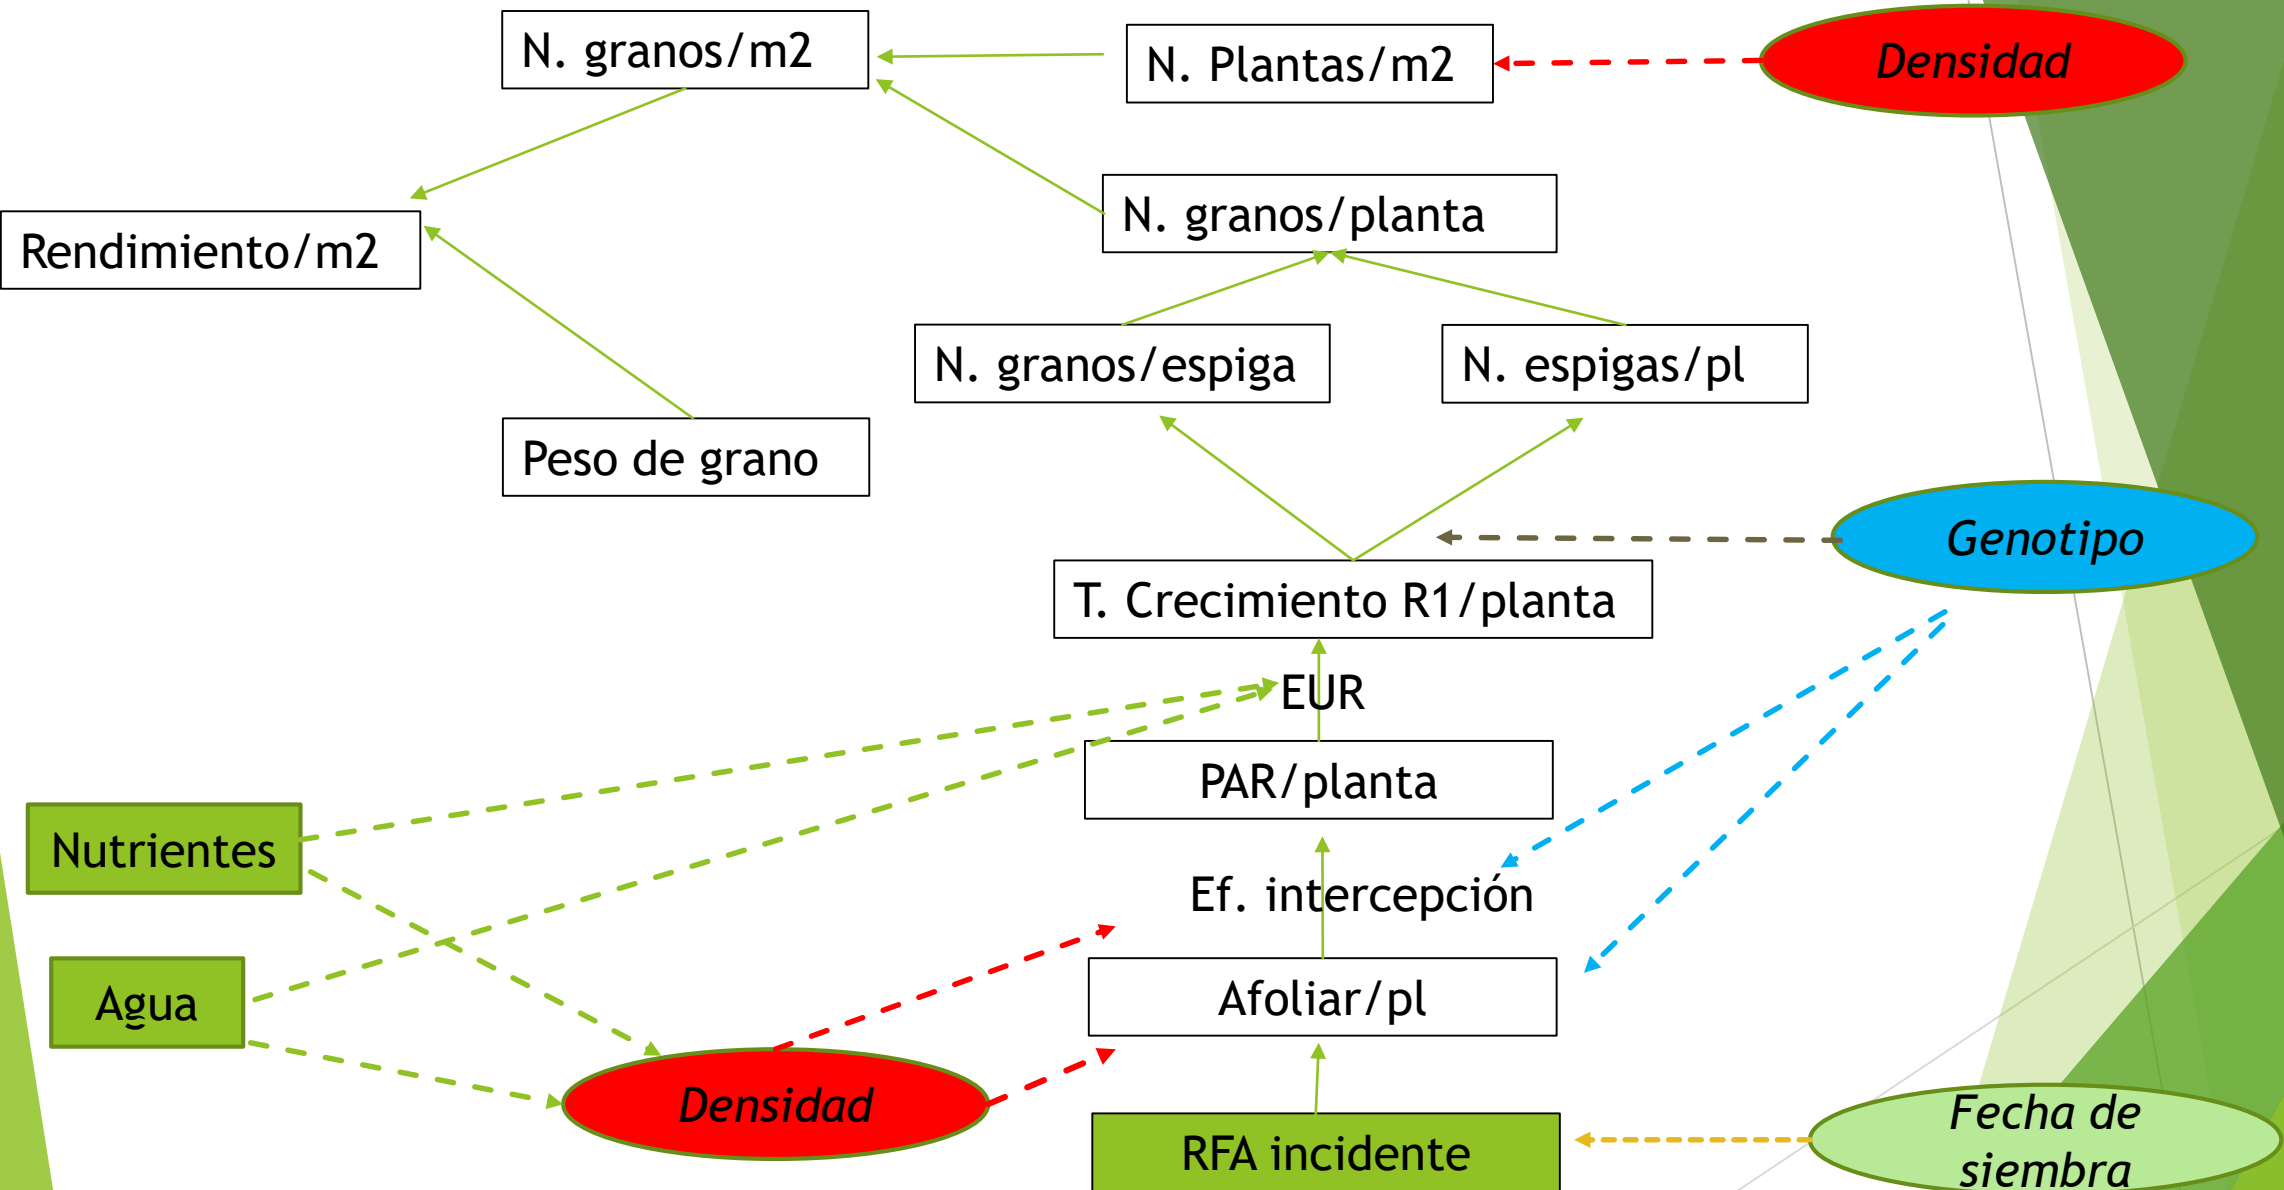 N. granos/m2
N. Plantas/m2
Densidad
N. granos/planta
Rendimiento/m2
N. granos/espiga
N. espigas/pl
Peso de grano
Genotipo
T. Crecimiento R1/planta
EUR
PAR/planta
Nutrientes
Ef. intercepción
Agua
Afoliar/pl
Densidad
RFA incidente
Fecha de
siembra